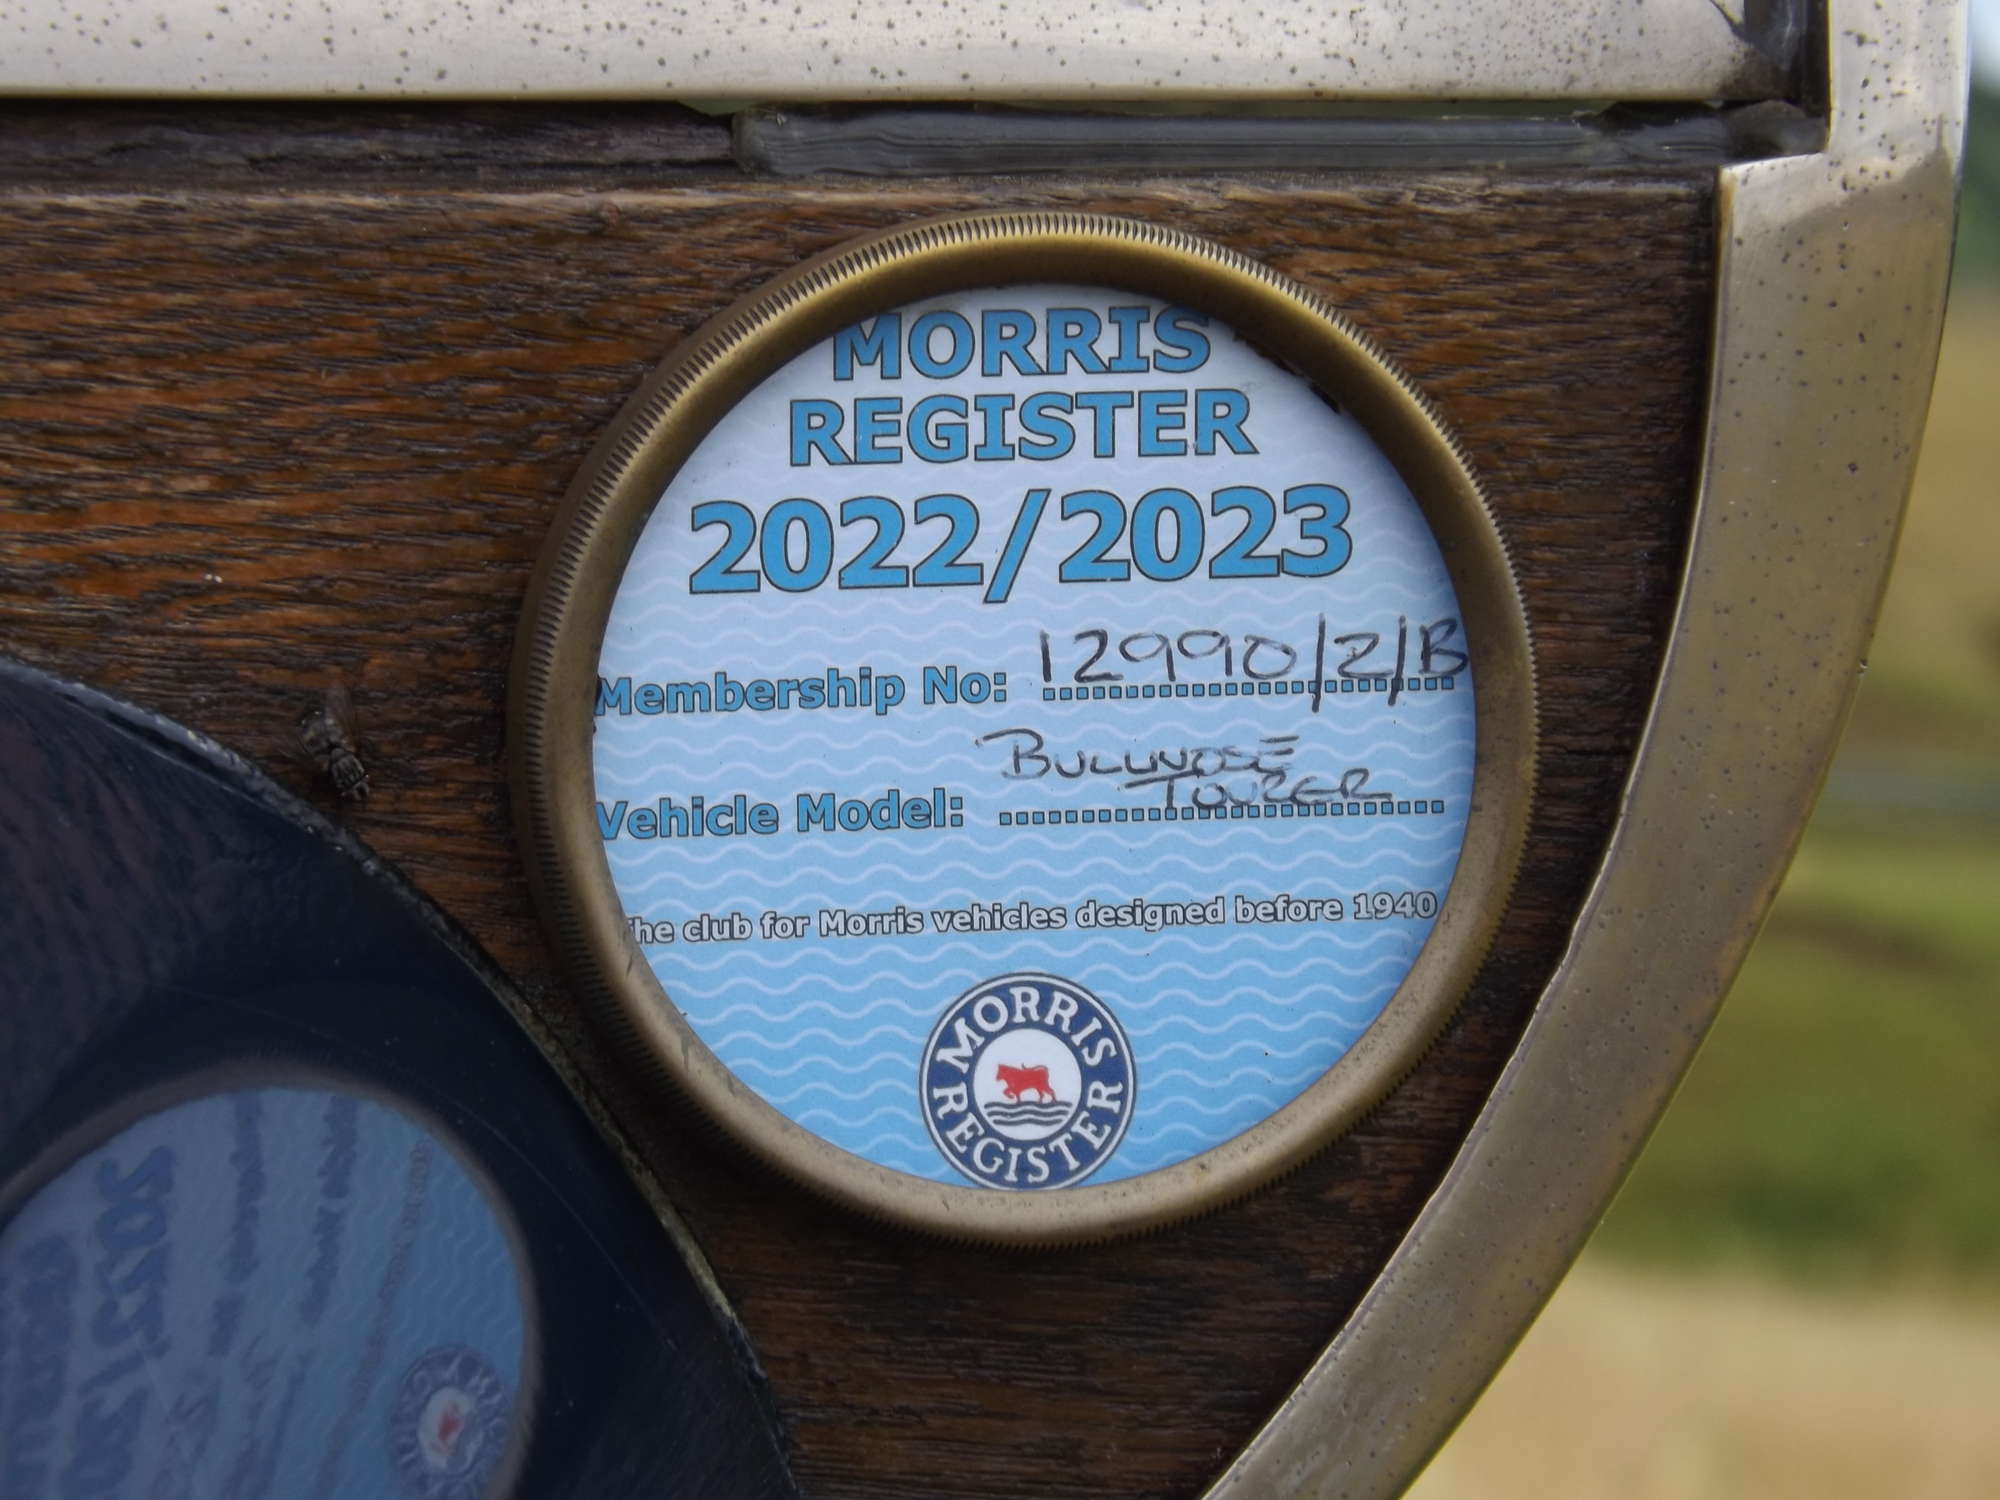 MORRIS
REGISTER
2022/2023
Membership No: 12990/2/B
BULLNOSE
Vehicle Model: TOURER
The club for Morris vehicles designed before 1940
MORRIS
REGISTER